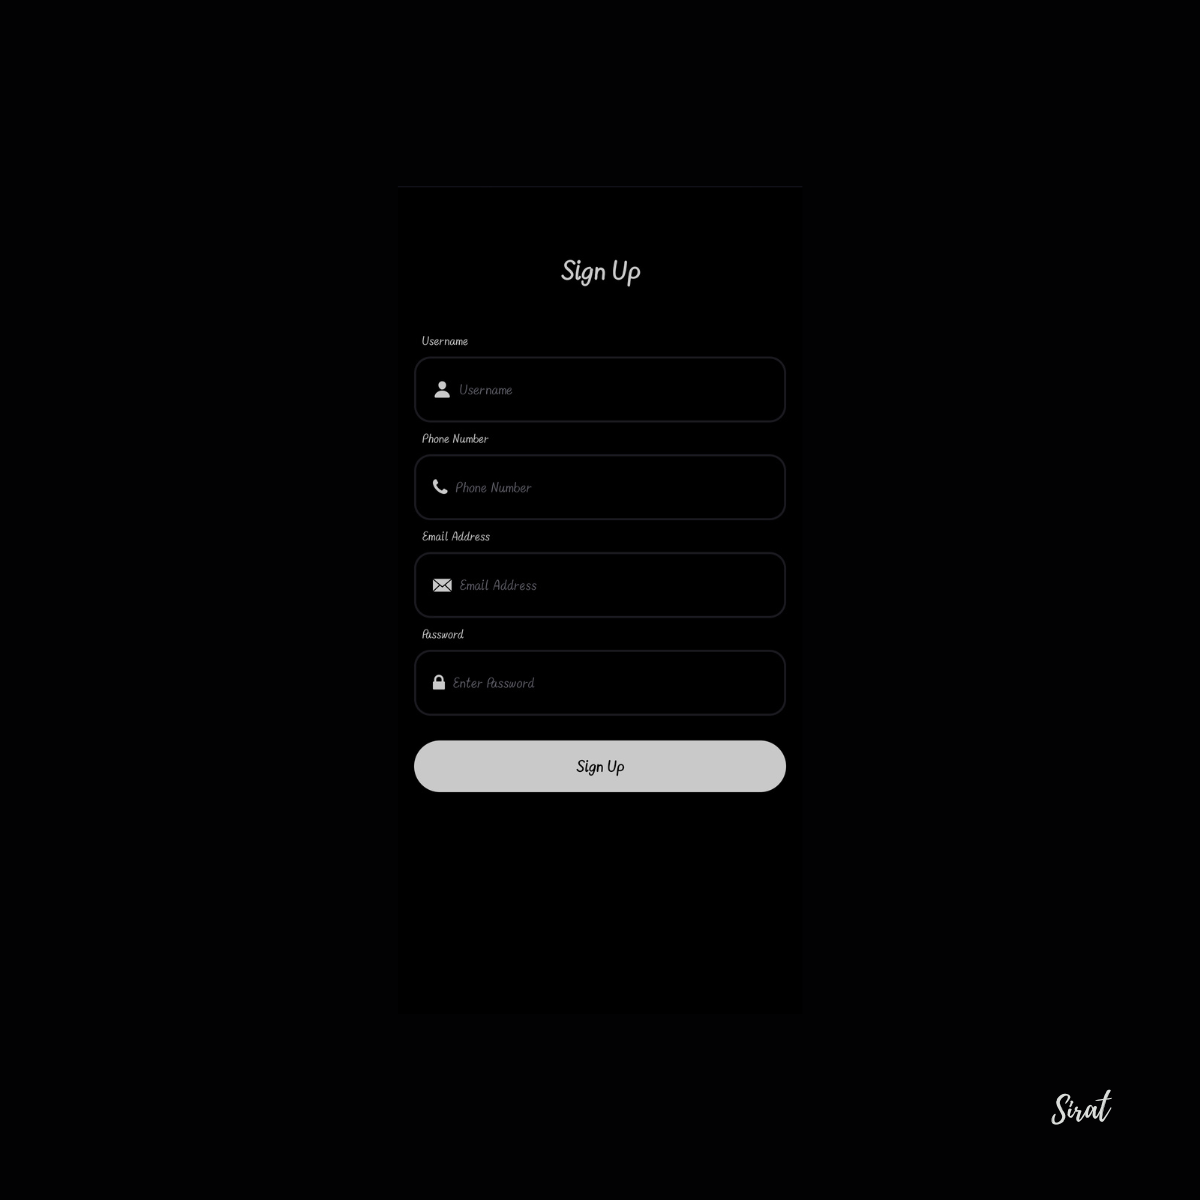 Sign Up
Username
Username
Phone Number
Phone Number
Email Address
Email Address
Password
Enter Password
Sign Up
Sirat